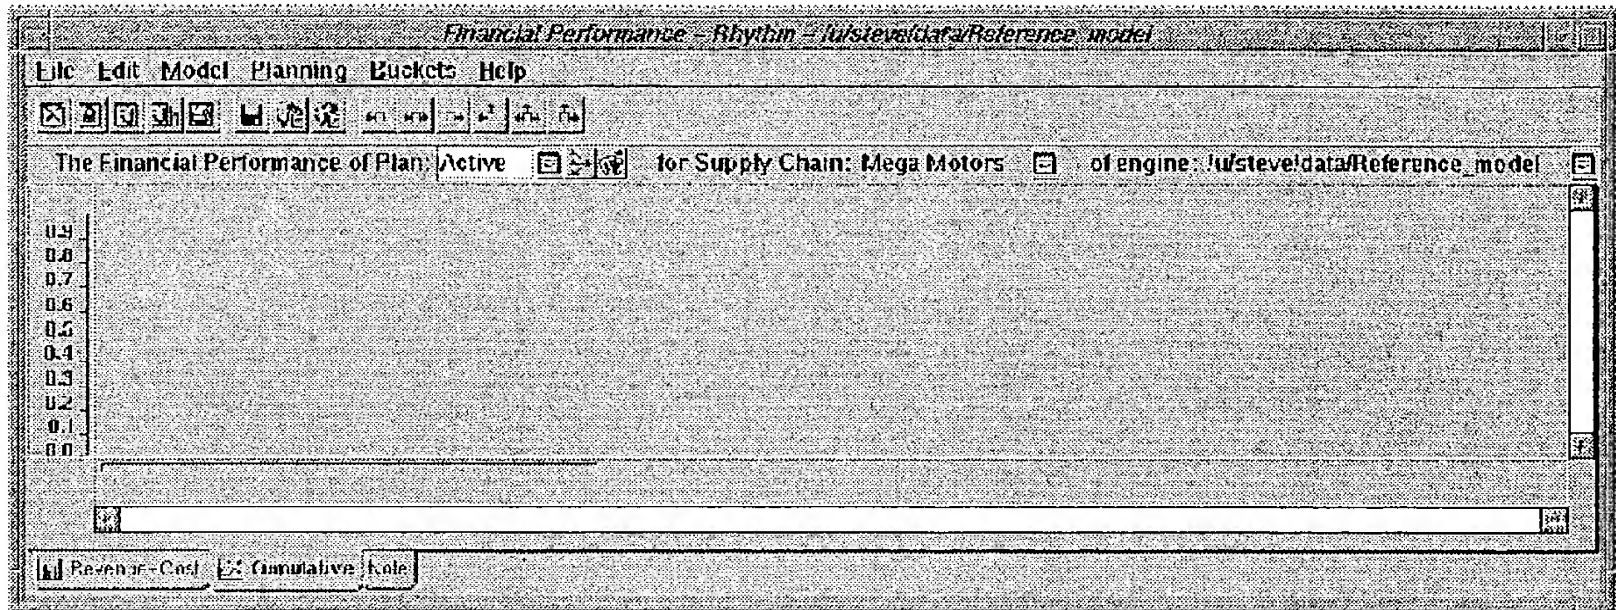 Financial Performance – Rhythm – /u/steve/data/Reference_model
File Edit Model Planning Buckets Help
The Financial Performance of Plan: Active for Supply Chain: Mega Motors of engine: /u/steve/data/Reference_model
0.9
0.8
0.7
0.6
0.5
0.4
0.3
0.2
0.1
0.0
Revenue-Cost Cumulative Note